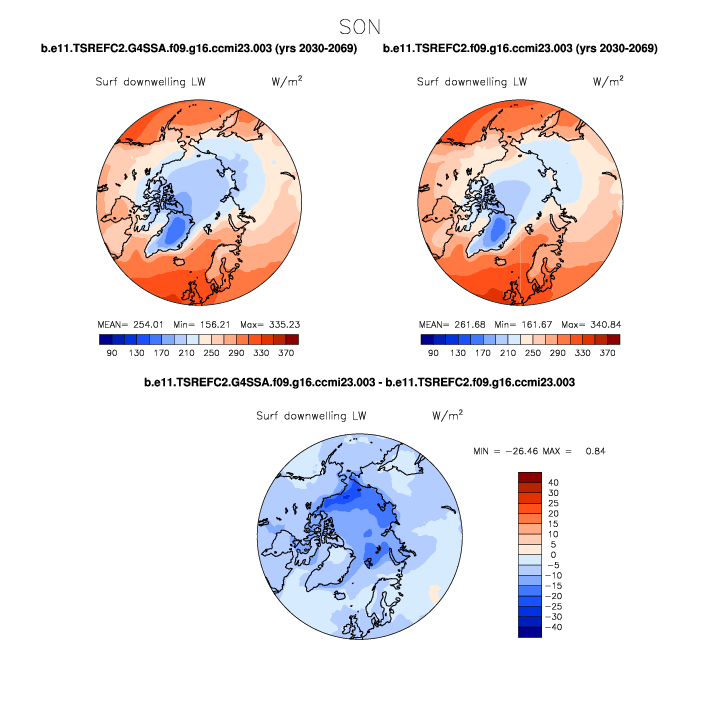 SON
b.e11.TSREFC2.G4SSA.f09.g16.ccmi23.003 (yrs 2030-2069)
b.e11.TSREFC2.f09.g16.ccmi23.003 (yrs 2030-2069)
Surf downwelling LW W/m²
Surf downwelling LW W/m²
MEAN= 254.01 Min= 156.21 Max= 335.23
MEAN= 261.68 Min= 161.67 Max= 340.84
90 130 170 210 250 290 330 370
90 130 170 210 250 290 330 370
b.e11.TSREFC2.G4SSA.f09.g16.ccmi23.003 - b.e11.TSREFC2.f09.g16.ccmi23.003
Surf downwelling LW W/m²
MIN = −26.46 MAX = 0.84
40
30
25
20
15
10
5
0
−5
−10
−15
−20
−25
−30
−40